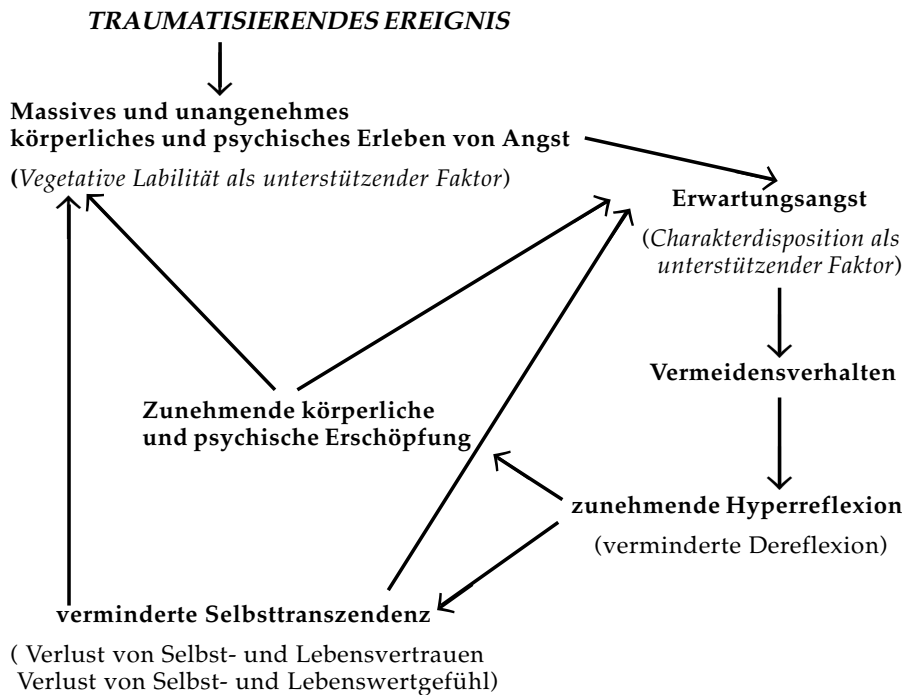 TRAUMATISIERENDES EREIGNIS
Massives und unangenehmes
körperliches und psychisches Erleben von Angst
(Vegetative Labilität als unterstützender Faktor)
Erwartungsangst
(Charakterdisposition als
unterstützender Faktor)
Vermeidensverhalten
Zunehmende körperliche
und psychische Erschöpfung
zunehmende Hyperreflexion
(verminderte Dereflexion)
verminderte Selbsttranszendenz
( Verlust von Selbst- und Lebensvertrauen
Verlust von Selbst- und Lebenswertgefühl)